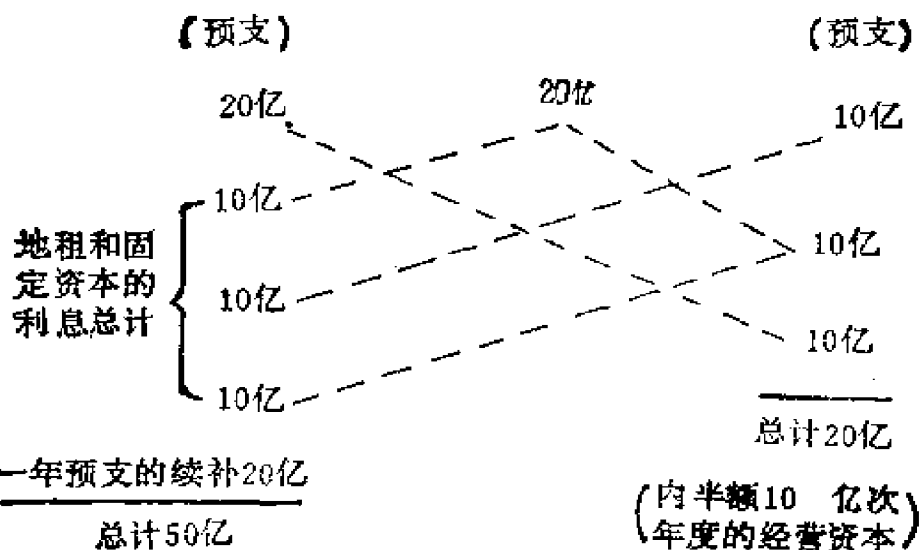 (预支)
(预支)
20亿
20亿
10亿
10亿
地租和固
定资本的
利息总计
10亿
10亿
10亿
10亿
总计20亿
一年预支的续补20亿
总计50亿
(内半额10 亿次
年度的经营资本)